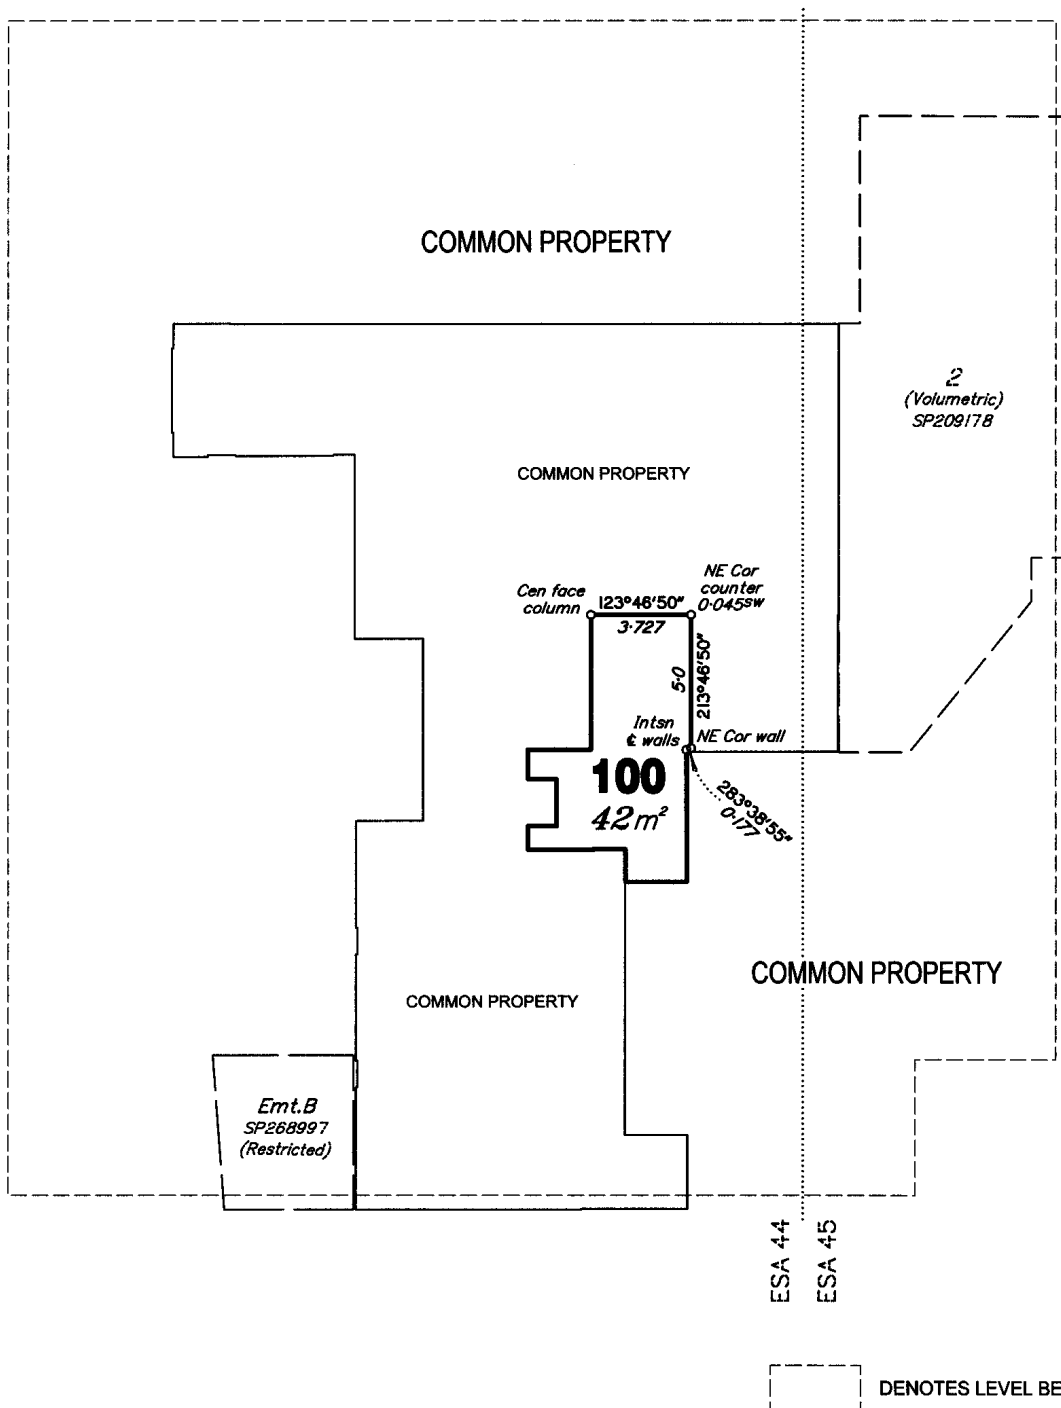 COMMON PROPERTY
2
(Volumetric)
SP209178
COMMON PROPERTY
Cen face
column
123°46'50"
3·727
NE Cor
counter
0·045SW
5·0
213°46'50"
Intsn
℄ walls
NE Cor wall
100
42m²
283°38'55"
0·177
COMMON PROPERTY
COMMON PROPERTY
Emt.B
SP268997
(Restricted)
ESA 44
ESA 45
DENOTES LEVEL BE